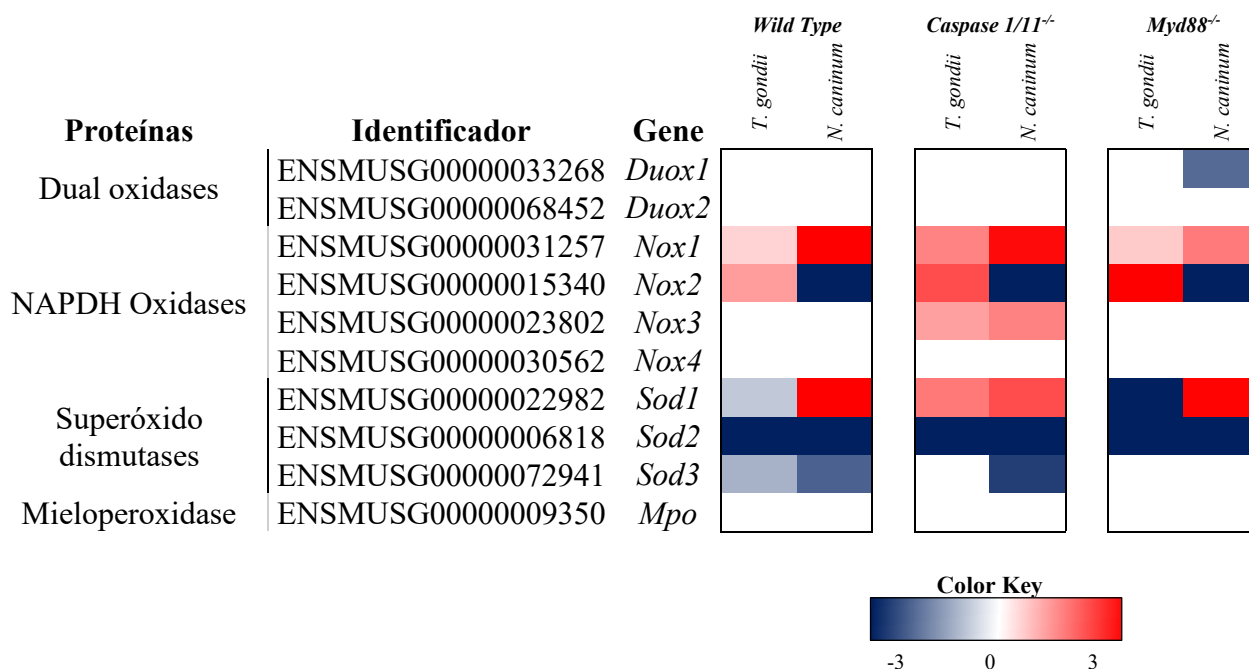 Wild Type Caspase 1/11-/- Myd88-/-
T. gondii N. caninum T. gondii N. caninum T. gondii N. caninum
Proteínas Identificador Gene
Dual oxidases
ENSMUSG00000033268 Duox1
ENSMUSG00000068452 Duox2
NAPDH Oxidases
ENSMUSG00000031257 Nox1
ENSMUSG00000015340 Nox2
ENSMUSG00000023802 Nox3
ENSMUSG00000030562 Nox4
Superóxido
dismutases
ENSMUSG00000022982 Sod1
ENSMUSG00000006818 Sod2
ENSMUSG00000072941 Sod3
Mieloperoxidase ENSMUSG00000009350 Mpo
Color Key
-3 0 3